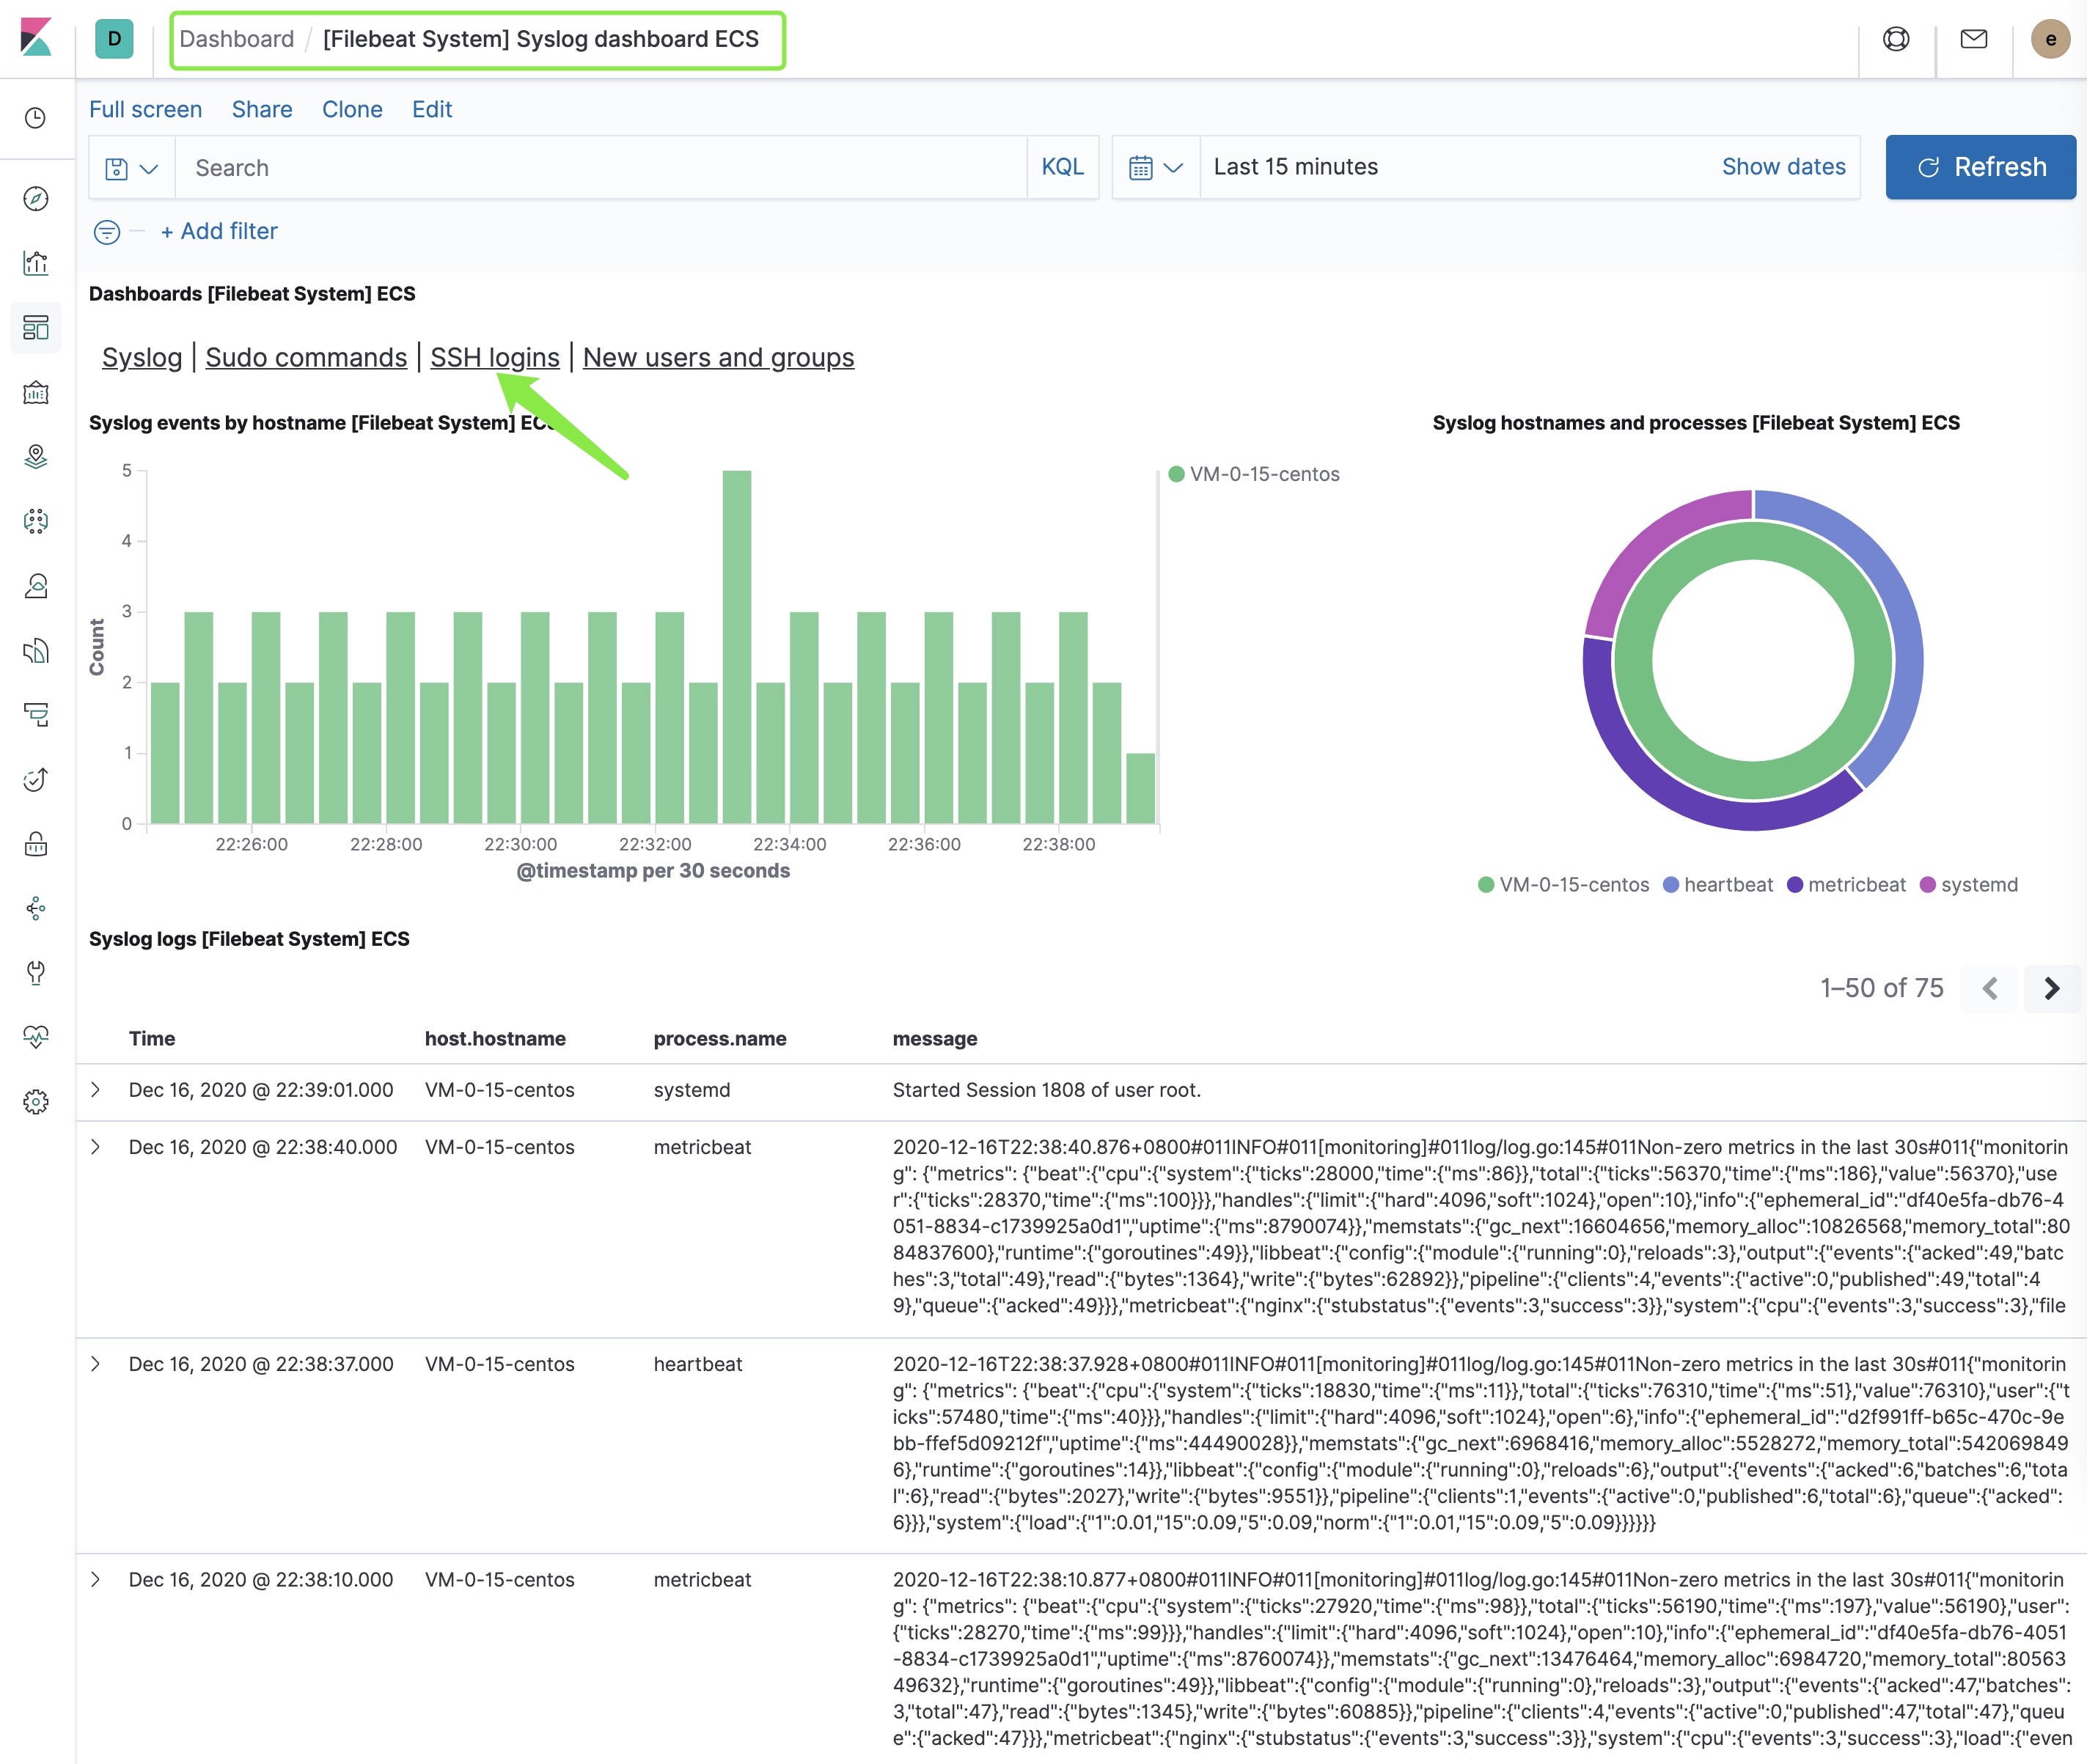 D
Dashboard / [Filebeat System] Syslog dashboard ECS
e
Full screen Share Clone Edit
Search
KQL
Last 15 minutes
Show dates
Refresh
+ Add filter
Dashboards [Filebeat System] ECS
Syslog | Sudo commands | SSH logins | New users and groups
Syslog events by hostname [Filebeat System]
Syslog hostnames and processes [Filebeat System] ECS
5
4
3
2
1
0
Count
VM-0-15-centos
22:26:00 22:28:00 22:30:00 22:32:00 22:34:00 22:36:00 22:38:00
@timestamp per 30 seconds
VM-0-15-centos heartbeat metricbeat systemd
Syslog logs [Filebeat System] ECS
1–50 of 75
Time host.hostname process.name message
Dec 16, 2020 @ 22:39:01.000 VM-0-15-centos systemd Started Session 1808 of user root.
Dec 16, 2020 @ 22:38:40.000 VM-0-15-centos metricbeat 2020-12-16T22:38:40.876+0800#011INFO#011[monitoring]#011log/log.go:145#011Non-zero metrics in the last 30s#011{"monitorin
g": {"metrics": {"beat":{"cpu":{"system":{"ticks":28000,"time":{"ms":86}},"total":{"ticks":56370,"time":{"ms":186},"value":56370},"use
r":{"ticks":28370,"time":{"ms":100}}},"handles":{"limit":{"hard":4096,"soft":1024},"open":10},"info":{"ephemeral_id":"df40e5fa-db76-4
051-8834-c1739925a0d1","uptime":{"ms":8790074}},"memstats":{"gc_next":16604656,"memory_alloc":10826568,"memory_total":80
84837600},"runtime":{"goroutines":49}},"libbeat":{"config":{"module":{"running":0},"reloads":3},"output":{"events":{"acked":49,"batc
hes":3,"total":49},"read":{"bytes":1364},"write":{"bytes":62892}},"pipeline":{"clients":4,"events":{"active":0,"published":49,"total":4
9},"queue":{"acked":49}}},"metricbeat":{"nginx":{"stubstatus":{"events":3,"success":3}},"system":{"cpu":{"events":3,"success":3},"file
Dec 16, 2020 @ 22:38:37.000 VM-0-15-centos heartbeat 2020-12-16T22:38:37.928+0800#011INFO#011[monitoring]#011log/log.go:145#011Non-zero metrics in the last 30s#011{"monitorin
g": {"metrics": {"beat":{"cpu":{"system":{"ticks":18830,"time":{"ms":11}},"total":{"ticks":76310,"time":{"ms":51},"value":76310},"user":{"t
icks":57480,"time":{"ms":40}}},"handles":{"limit":{"hard":4096,"soft":1024},"open":6},"info":{"ephemeral_id":"d2f991ff-b65c-470c-9e
bb-ffef5d09212f","uptime":{"ms":44490028}},"memstats":{"gc_next":6968416,"memory_alloc":5528272,"memory_total":542069849
6},"runtime":{"goroutines":14}},"libbeat":{"config":{"module":{"running":0},"reloads":6},"output":{"events":{"acked":6,"batches":6,"tota
l":6},"read":{"bytes":2027},"write":{"bytes":9551}},"pipeline":{"clients":1,"events":{"active":0,"published":6,"total":6},"queue":{"acked":
6}}},"system":{"load":{"1":0.01,"15":0.09,"5":0.09,"norm":{"1":0.01,"15":0.09,"5":0.09}}}}}}
Dec 16, 2020 @ 22:38:10.000 VM-0-15-centos metricbeat 2020-12-16T22:38:10.877+0800#011INFO#011[monitoring]#011log/log.go:145#011Non-zero metrics in the last 30s#011{"monitorin
g": {"metrics": {"beat":{"cpu":{"system":{"ticks":27920,"time":{"ms":98}},"total":{"ticks":56190,"time":{"ms":197},"value":56190},"user":
{"ticks":28270,"time":{"ms":99}}},"handles":{"limit":{"hard":4096,"soft":1024},"open":10},"info":{"ephemeral_id":"df40e5fa-db76-4051
-8834-c1739925a0d1","uptime":{"ms":8760074}},"memstats":{"gc_next":13476464,"memory_alloc":6984720,"memory_total":80563
49632},"runtime":{"goroutines":49}},"libbeat":{"config":{"module":{"running":0},"reloads":3},"output":{"events":{"acked":47,"batches":
3,"total":47},"read":{"bytes":1345},"write":{"bytes":60885}},"pipeline":{"clients":4,"events":{"active":0,"published":47,"total":47},"queu
e":{"acked":47}}},"metricbeat":{"nginx":{"stubstatus":{"events":3,"success":3}},"system":{"cpu":{"events":3,"success":3},"load":{"even